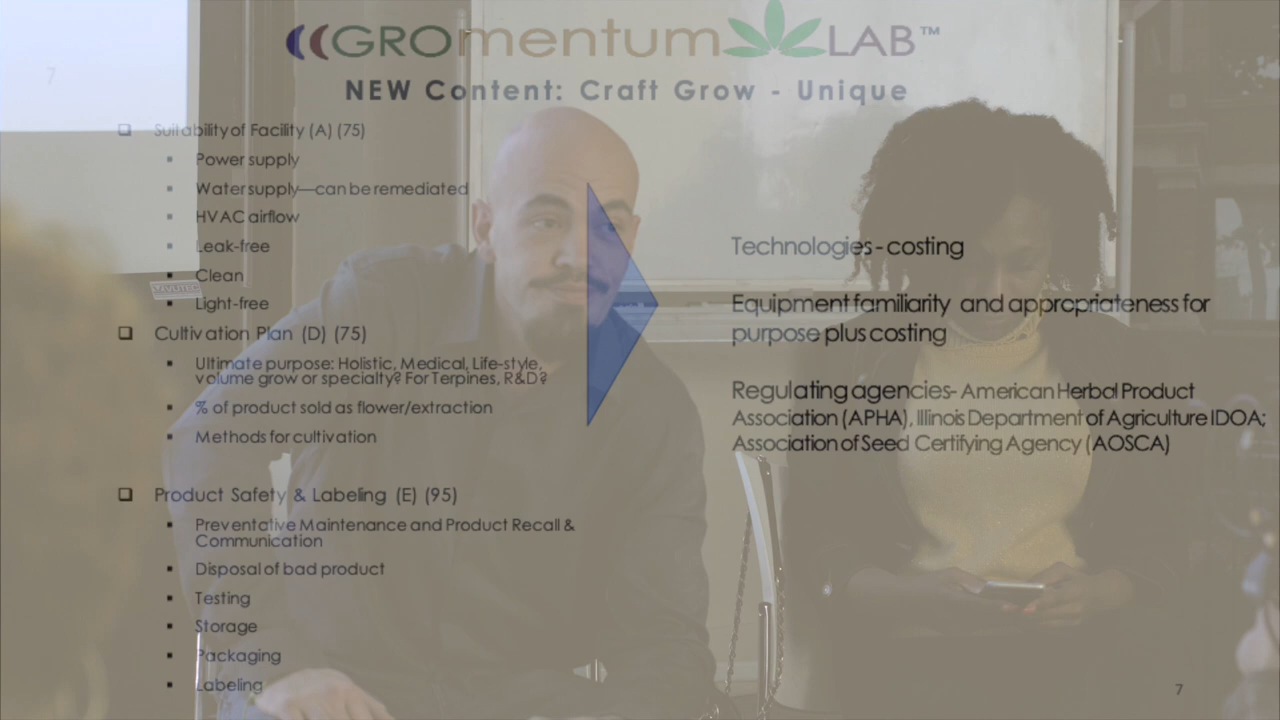 GROmentum LAB™
NEW Content: Craft Grow - Unique
7
Suitability of Facility (A) (75)
Power supply
Water supply—can be remediated
HVAC airflow
Leak-free
Clean
Light-free
Cultivation Plan (D) (75)
Ultimate purpose: Holistic, Medical, Life-style,
volume grow or specialty? For Terpines, R&D?
% of product sold as flower/extraction
Methods for cultivation
Product Safety & Labeling (E) (95)
Preventative Maintenance and Product Recall &
Communication
Disposal of bad product
Testing
Storage
Packaging
Labeling
Technologies - costing
Equipment familiarity and appropriateness for
purpose plus costing
Regulating agencies- American Herbal Product
Association (APHA), Illinois Department of Agriculture IDOA;
Association of Seed Certifying Agency (AOSCA)
7